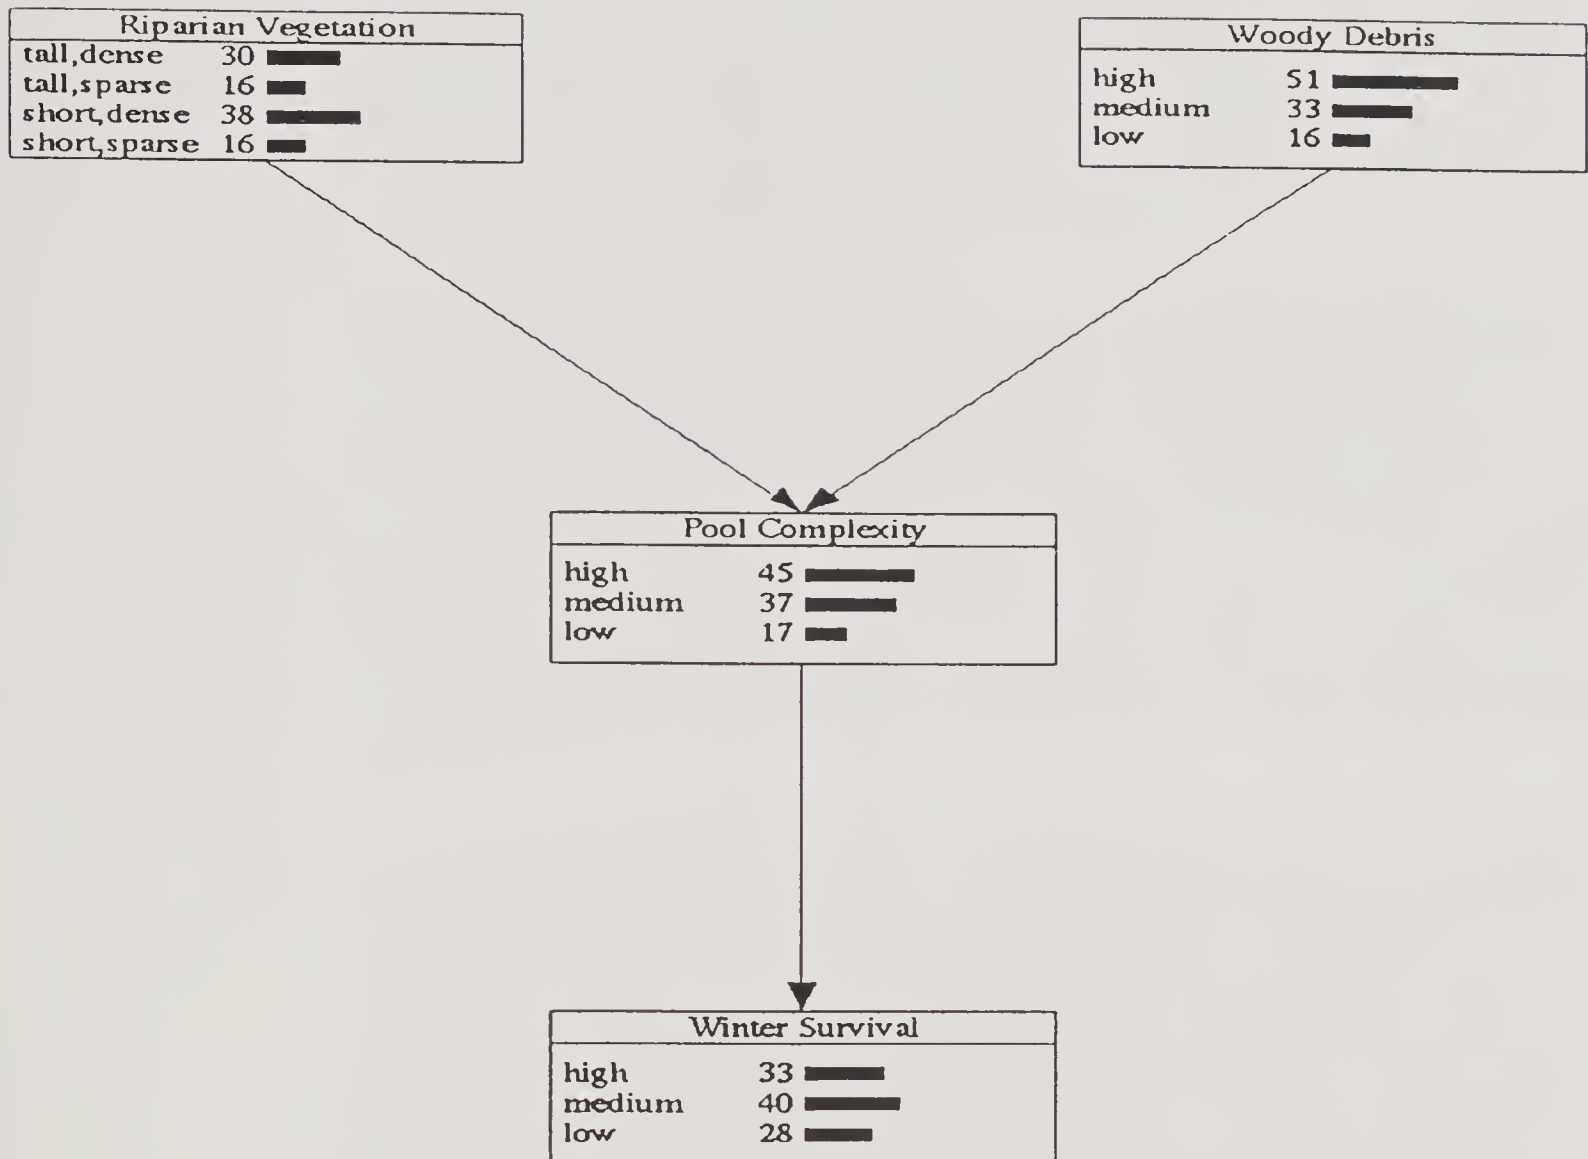 Riparian Vegetation
tall,dense 30
tall,sparse 16
short,dense 38
short,sparse 16
Woody Debris
high 51
medium 33
low 16
Pool Complexity
high 45
medium 37
low 17
Winter Survival
high 33
medium 40
low 28